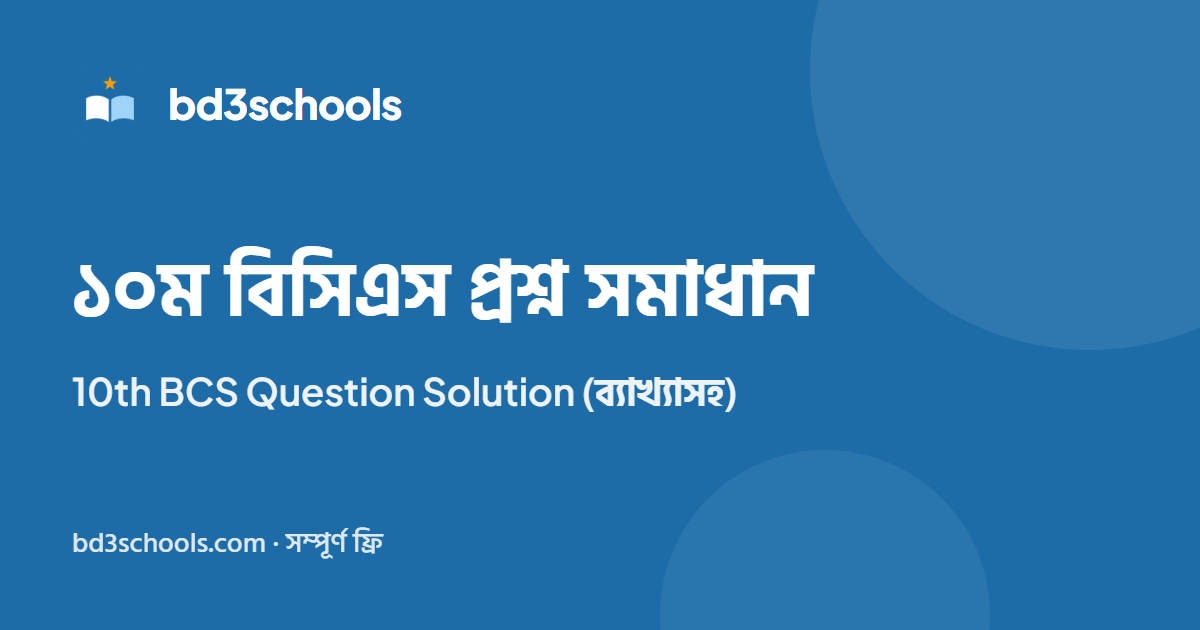 bd3schools
১০ম বিসিএস প্রশ্ন সমাধান
10th BCS Question Solution (ব্যাখ্যাসহ)
bd3schools.com · সম্পূর্ণ ফ্রি